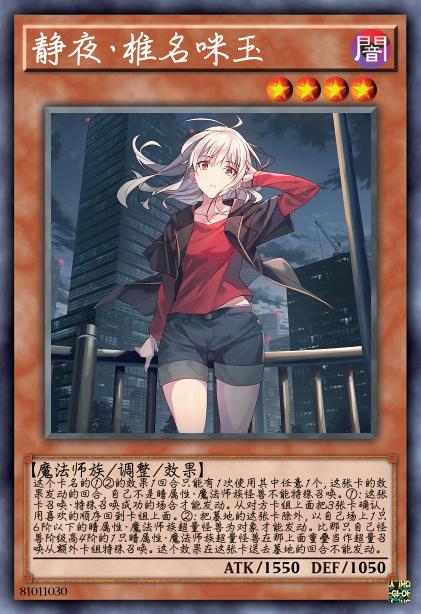 静夜·椎名咪玉
闇
【魔法师族/调整/效果】
这个卡名的①②的效果1回合只能有1次使用其中任意1个，这张卡的效
果发动的回合，自己不是暗属性·魔法师族怪兽不能特殊召唤。①：这张
卡召唤·特殊召唤成功的场合才能发动。从对方卡组上面把3张卡确认，
用喜欢的顺序回到卡组上面。②：把墓地的这张卡除外，以自己场上1只
6阶以下的暗属性·魔法师族超量怪兽为对象才能发动。比那只自己怪
兽阶级高4阶的1只暗属性·魔法师族超量怪兽在那上面重叠当作超量召
唤从额外卡组特殊召唤。这个效果在这张卡送去墓地的回合不能发动。
ATK/1550 DEF/1050
81011030